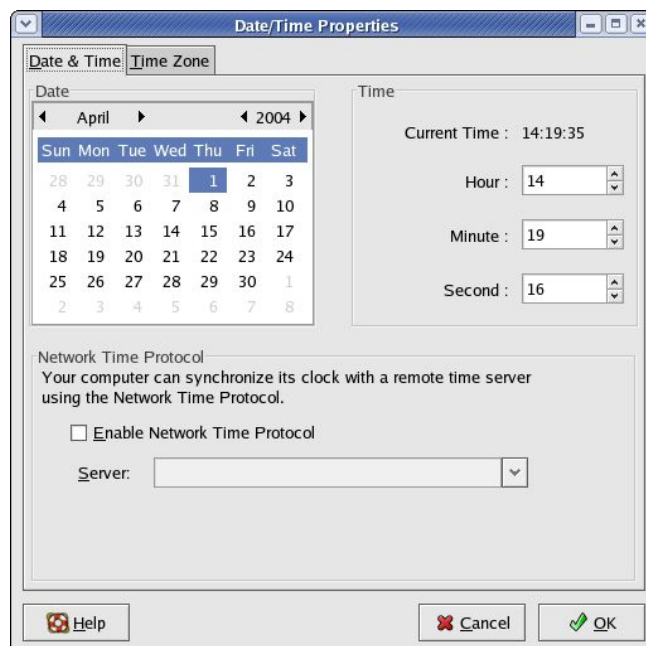 Date/Time Properties
Date & Time
Time Zone
Date
April 2004
Sun Mon Tue Wed Thu Fri Sat
28 29 30 31 1 2 3
4 5 6 7 8 9 10
11 12 13 14 15 16 17
18 19 20 21 22 23 24
25 26 27 28 29 30 1
2 3 4 5 6 7 8
Time
Current Time : 14:19:35
Hour : 14
Minute : 19
Second : 16
Network Time Protocol
Your computer can synchronize its clock with a remote time server
using the Network Time Protocol.
Enable Network Time Protocol
Server:
Help
Cancel
OK